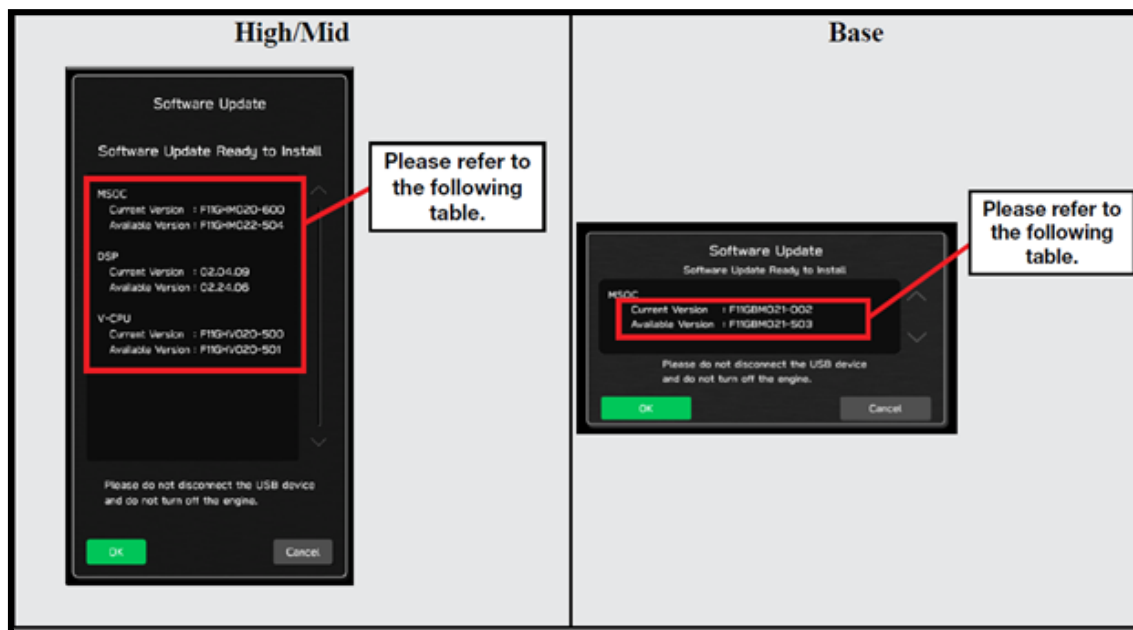 High/Mid
Software Update
Software Update Ready to Install
MSOC
Current Version : F11GHM020-600
Available Version : F11GHM022-504
DSP
Current Version : 02.04.09
Available Version : 02.24.06
V-CPU
Current Version : F11GHV020-500
Available Version : F11GHV020-501
Please do not disconnect the USB device
and do not turn off the engine.
OK
Cancel
Please refer to
the following
table.
Base
Software Update
Software Update Ready to Install
MSOC
Current Version : F11GBM021-002
Available Version : F11GBM021-503
Please do not disconnect the USB device
and do not turn off the engine.
OK
Cancel
Please refer to
the following
table.